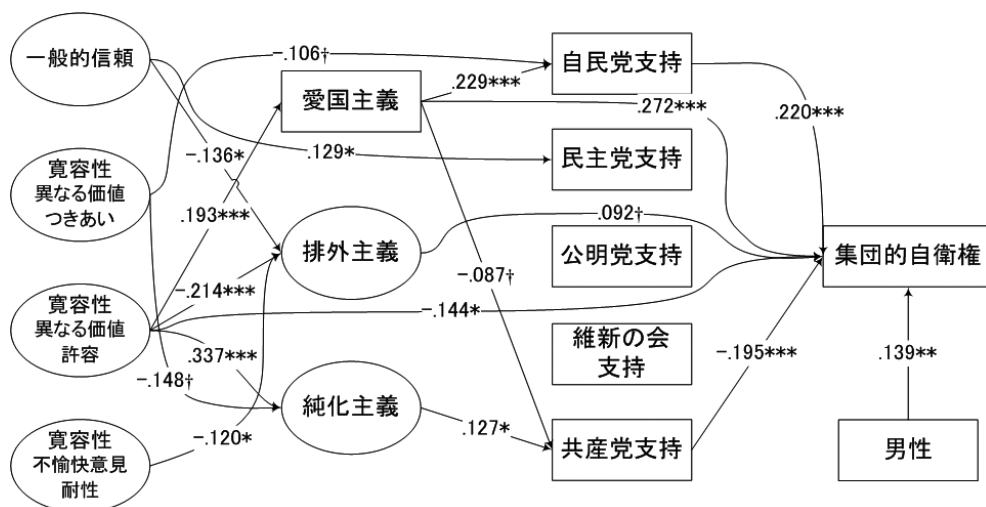 一般的信頼
寛容性
異なる価値
つきあい
寛容性
異なる価値
許容
寛容性
不愉快意見
耐性
愛国主義
排外主義
純化主義
自民党支持
民主党支持
公明党支持
維新の会
支持
共産党支持
集団的自衛権
男性
-.106†
.229***
.272***
.220***
-.136*
.129*
.193***
.092†
-.087†
-.214***
-.144*
.337***
-.148†
-.195***
.139**
-.120*
.127*